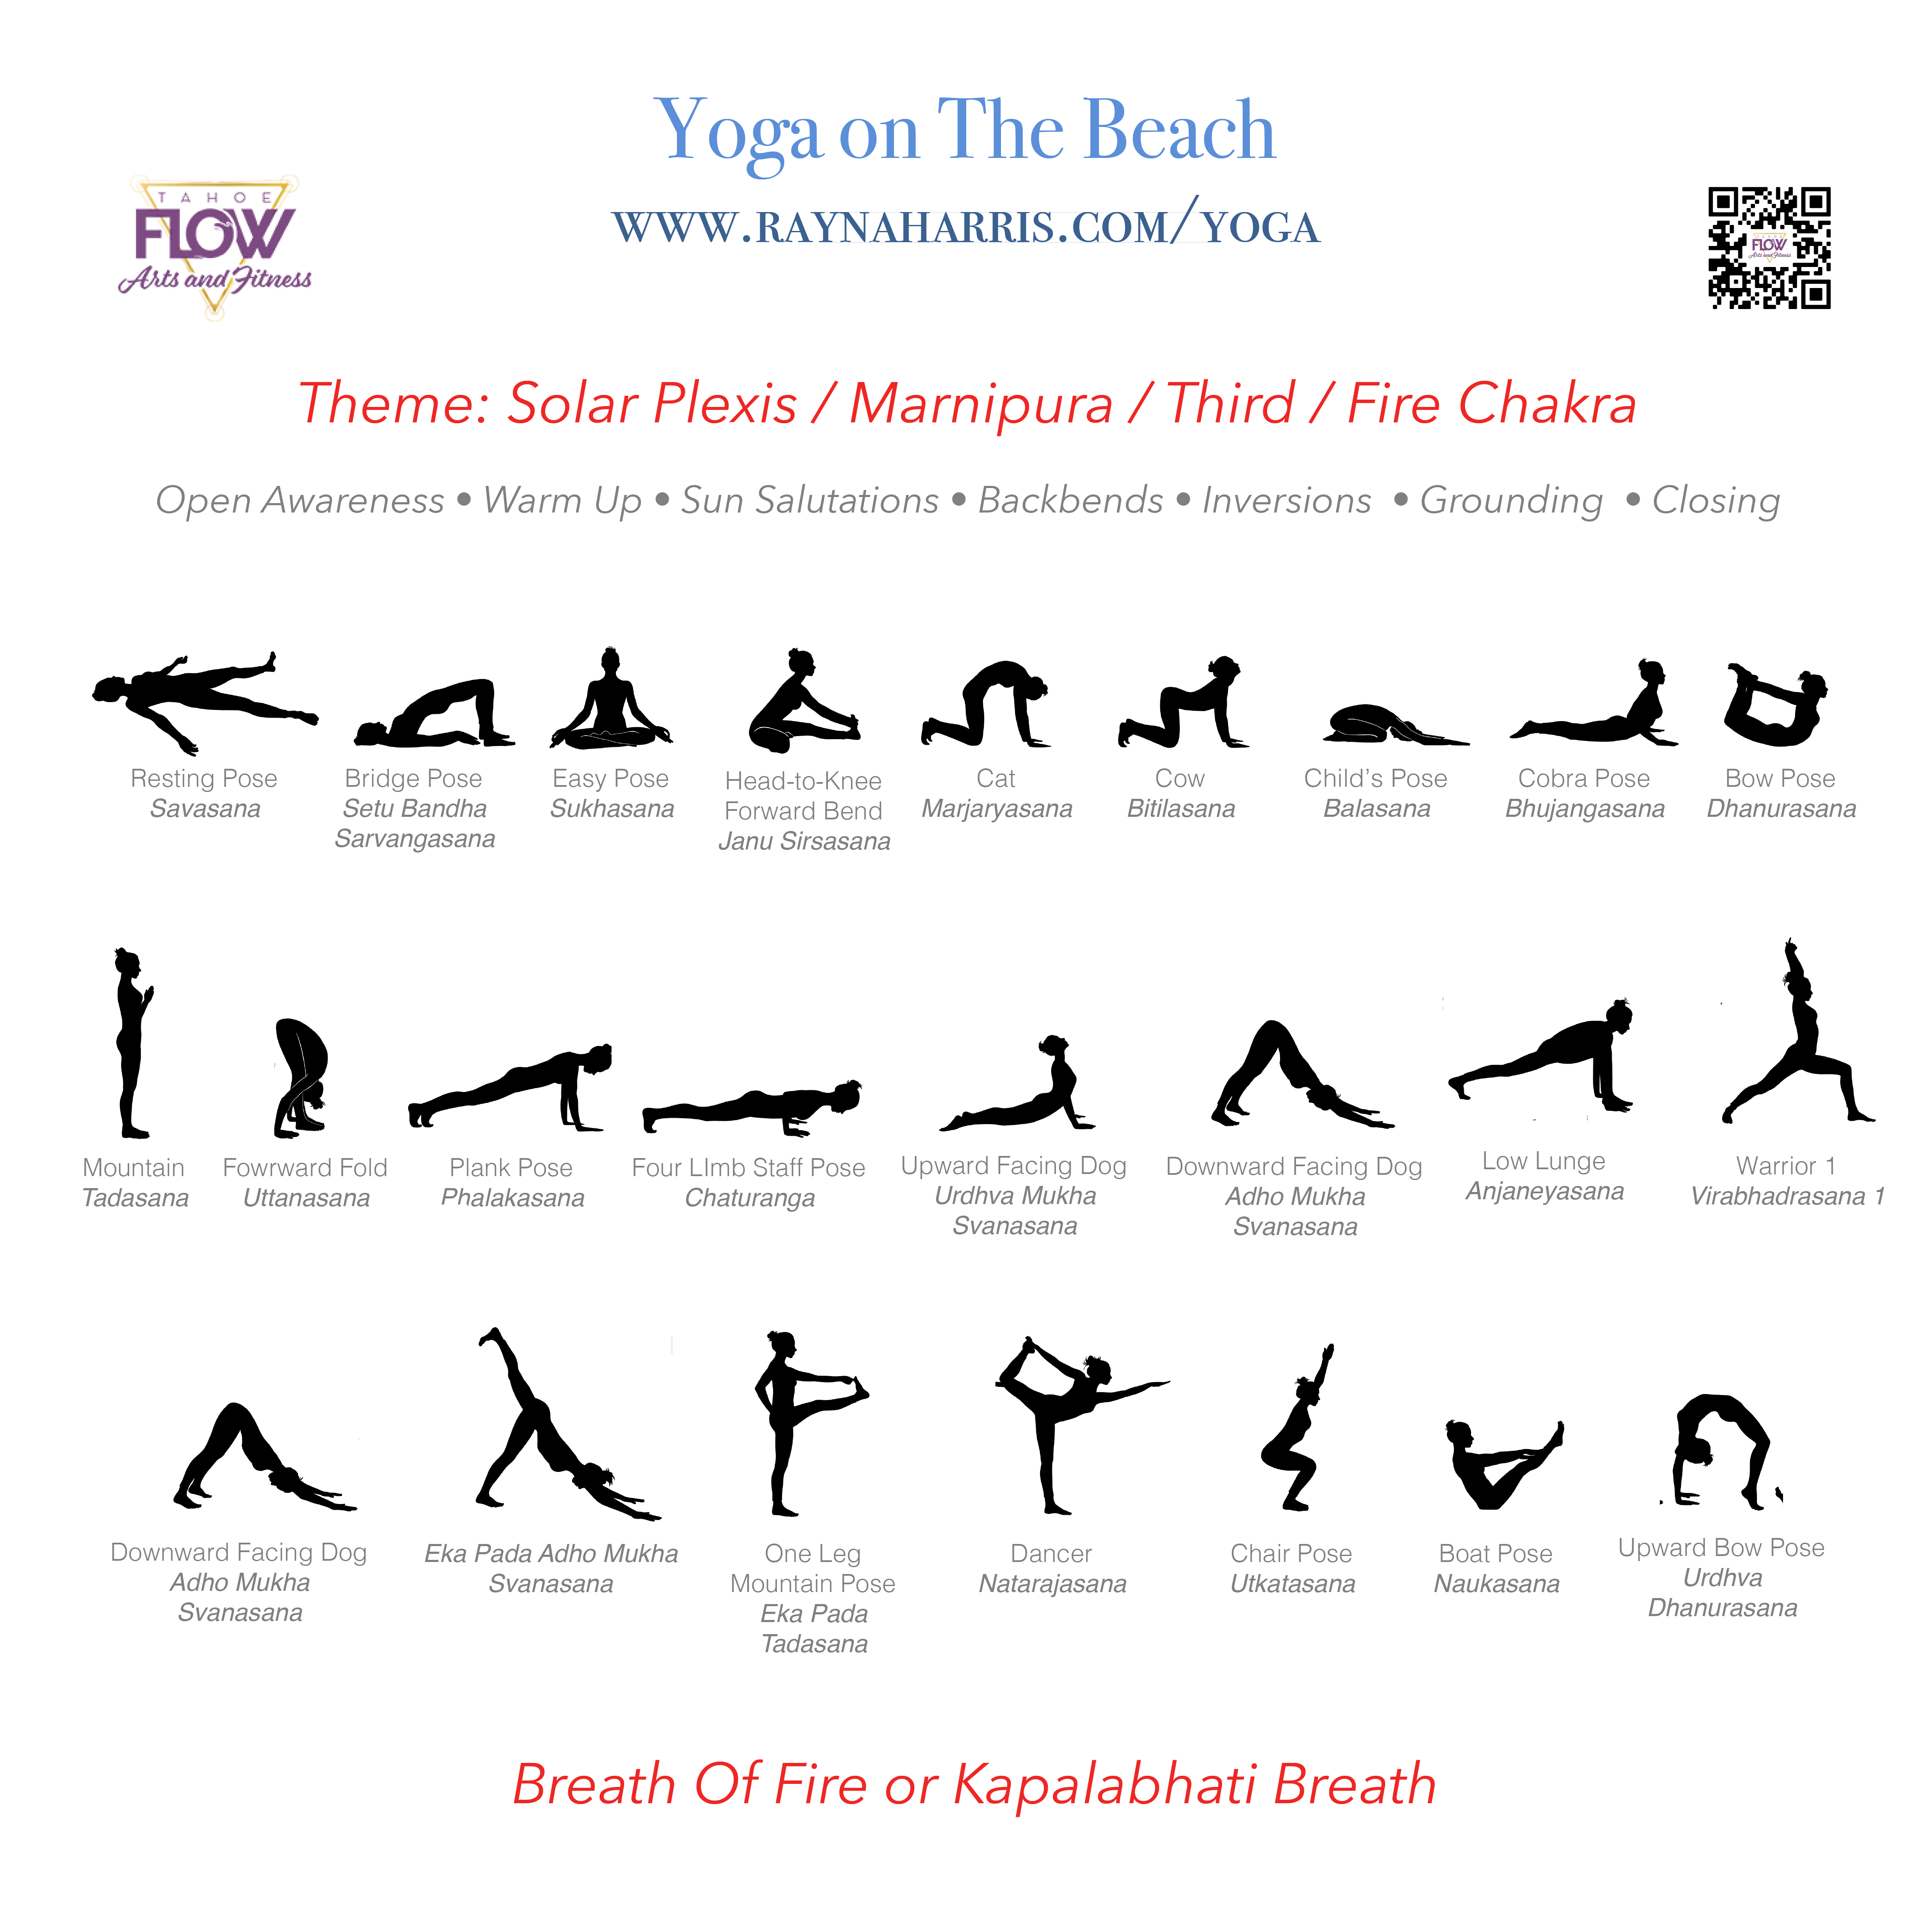 Yoga on The Beach
www.raynaharris.com/yoga
TAHOE
FLOW
Arts and Fitness
FLOW
Arts and Fitness
Theme: Solar Plexis / Marnipura / Third / Fire Chakra
Open Awareness • Warm Up • Sun Salutations • Backbends • Inversions • Grounding • Closing
Resting Pose
Savasana
Bridge Pose
Setu Bandha
Sarvangasana
Easy Pose
Sukhasana
Head-to-Knee
Forward Bend
Janu Sirsasana
Cat
Marjaryasana
Cow
Bitilasana
Child's Pose
Balasana
Cobra Pose
Bhujangasana
Bow Pose
Dhanurasana
Mountain
Tadasana
Fowrward Fold
Uttanasana
Plank Pose
Phalakasana
Four LImb Staff Pose
Chaturanga
Upward Facing Dog
Urdhva Mukha
Svanasana
Downward Facing Dog
Adho Mukha
Svanasana
Low Lunge
Anjaneyasana
Warrior 1
Virabhadrasana 1
Downward Facing Dog
Adho Mukha
Svanasana
Eka Pada Adho Mukha
Svanasana
One Leg
Mountain Pose
Eka Pada
Tadasana
Dancer
Natarajasana
Chair Pose
Utkatasana
Boat Pose
Naukasana
Upward Bow Pose
Urdhva
Dhanurasana
Breath Of Fire or Kapalabhati Breath